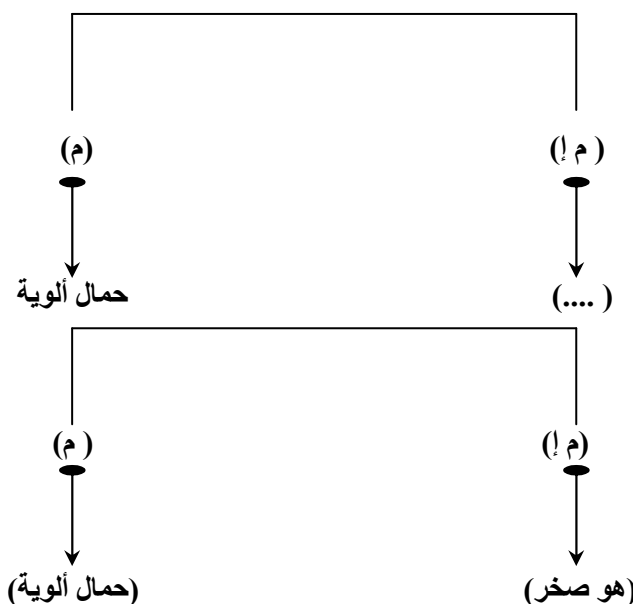 ( م إ) (م)
( ....) حمال ألوية
(م إ) ( م)
(هو صخر) (حمال ألوية)